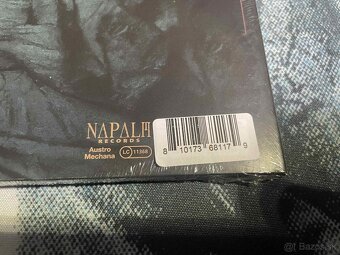 NAPALM
RECORDS
Austro
Mechana
LC 11368
8 10173 68117 9
Bazos.sk